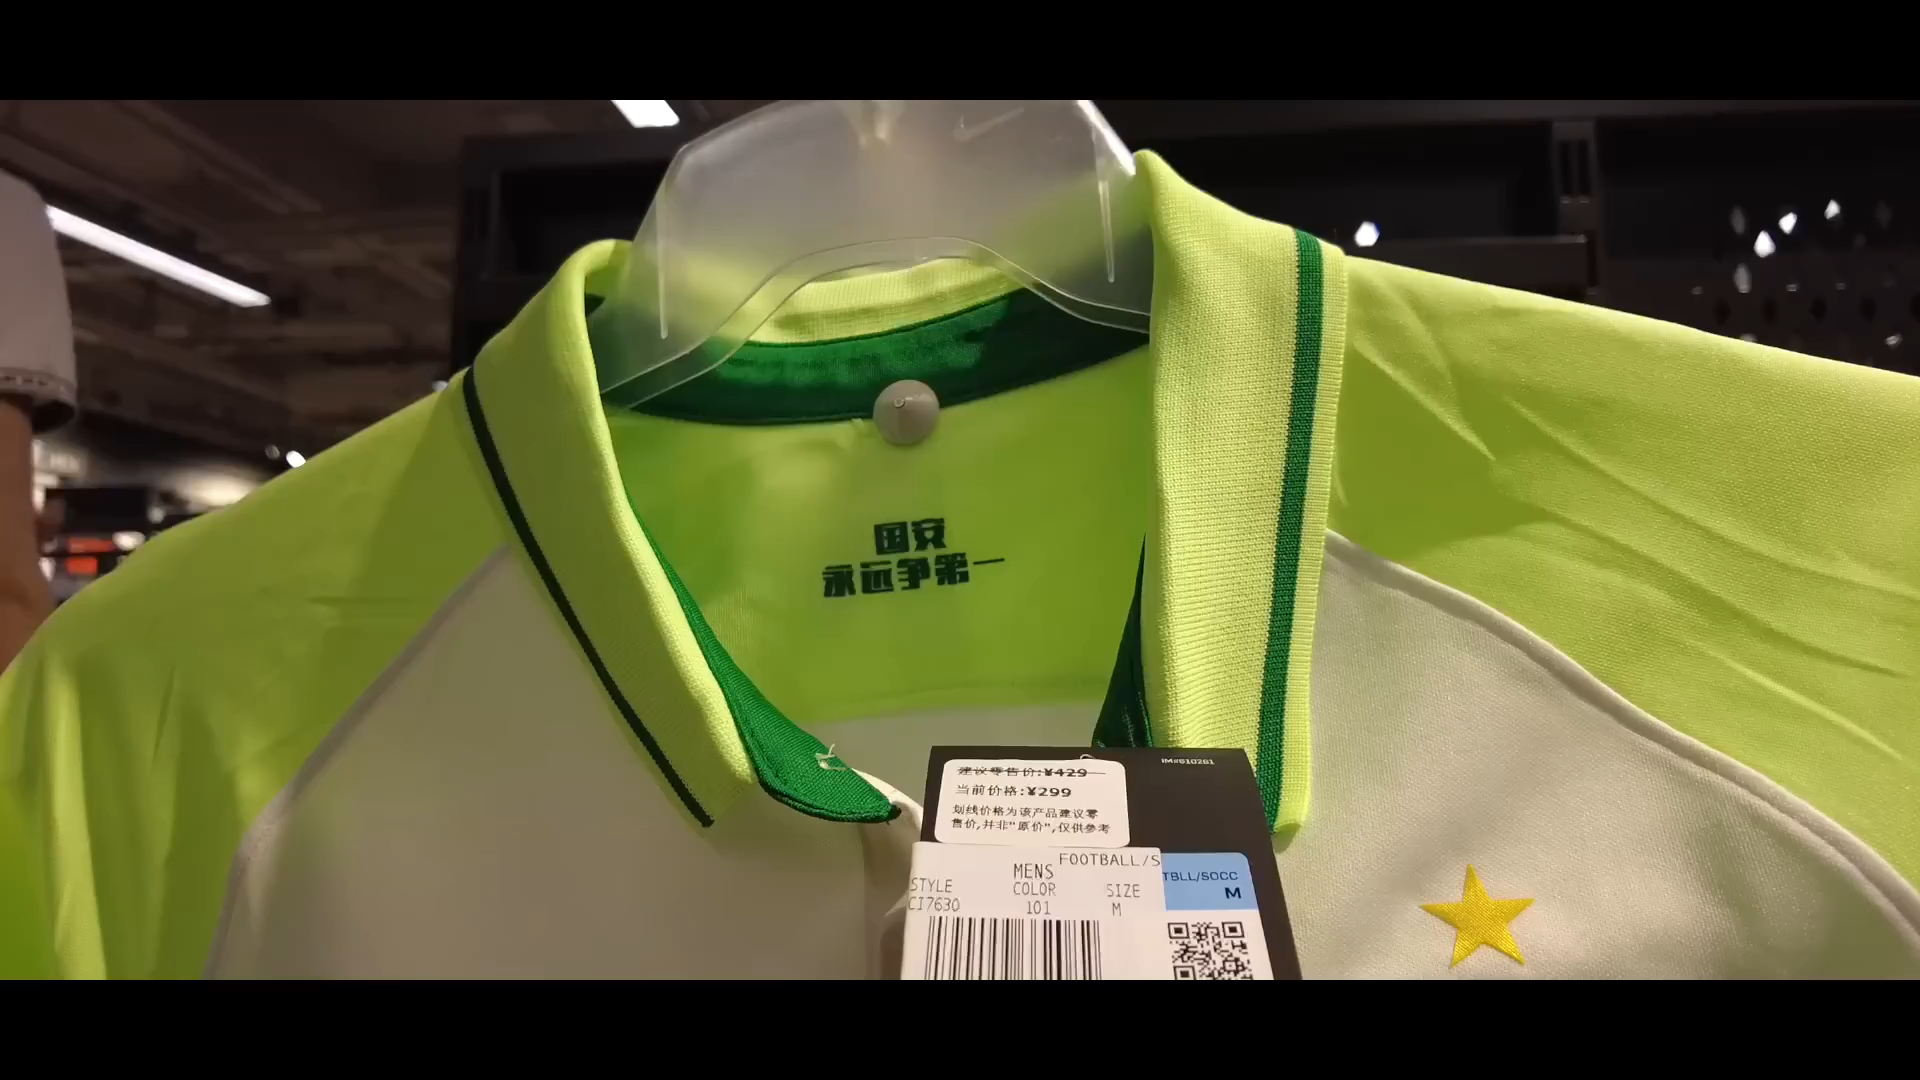 国安
永远争第一
IM#610261
建议零售价:¥429
当前价格:¥299
划线价格为该产品建议零
售价,并非"原价",仅供参考
FOOTBALL/S
MENS
STYLE COLOR SIZE
CI7630 101 M
TBLL/SOCC
M